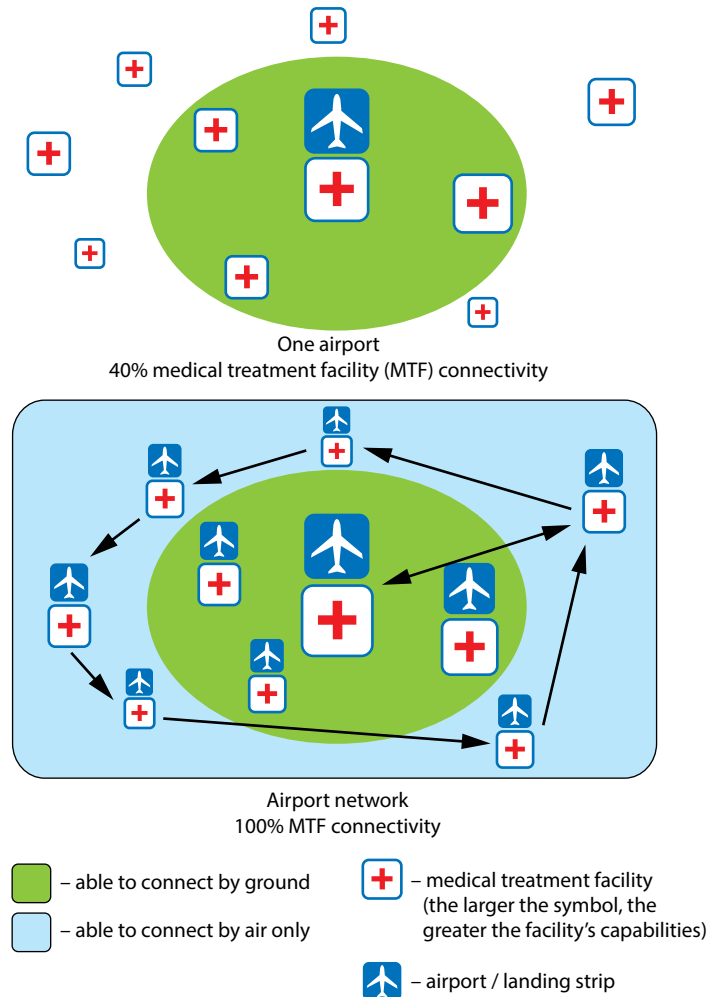 One airport
40% medical treatment facility (MTF) connectivity
Airport network
100% MTF connectivity
– able to connect by ground
– able to connect by air only
– medical treatment facility
(the larger the symbol, the
greater the facility’s capabilities)
– airport / landing strip